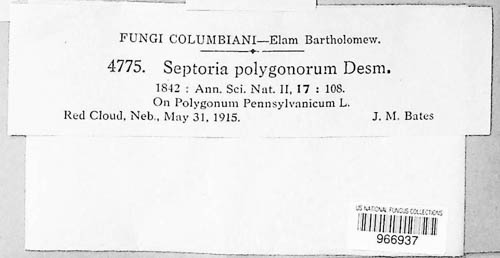 FUNGI COLUMBIANI—Elam Bartholomew.
4775. Septoria polygonorum Desm.
1842 : Ann. Sci. Nat. II, 17 : 108.
On Polygonum Pennsylvanicum L.
Red Cloud, Neb., May 31, 1915. J. M. Bates
US NATIONAL FUNGUS COLLECTIONS
966937